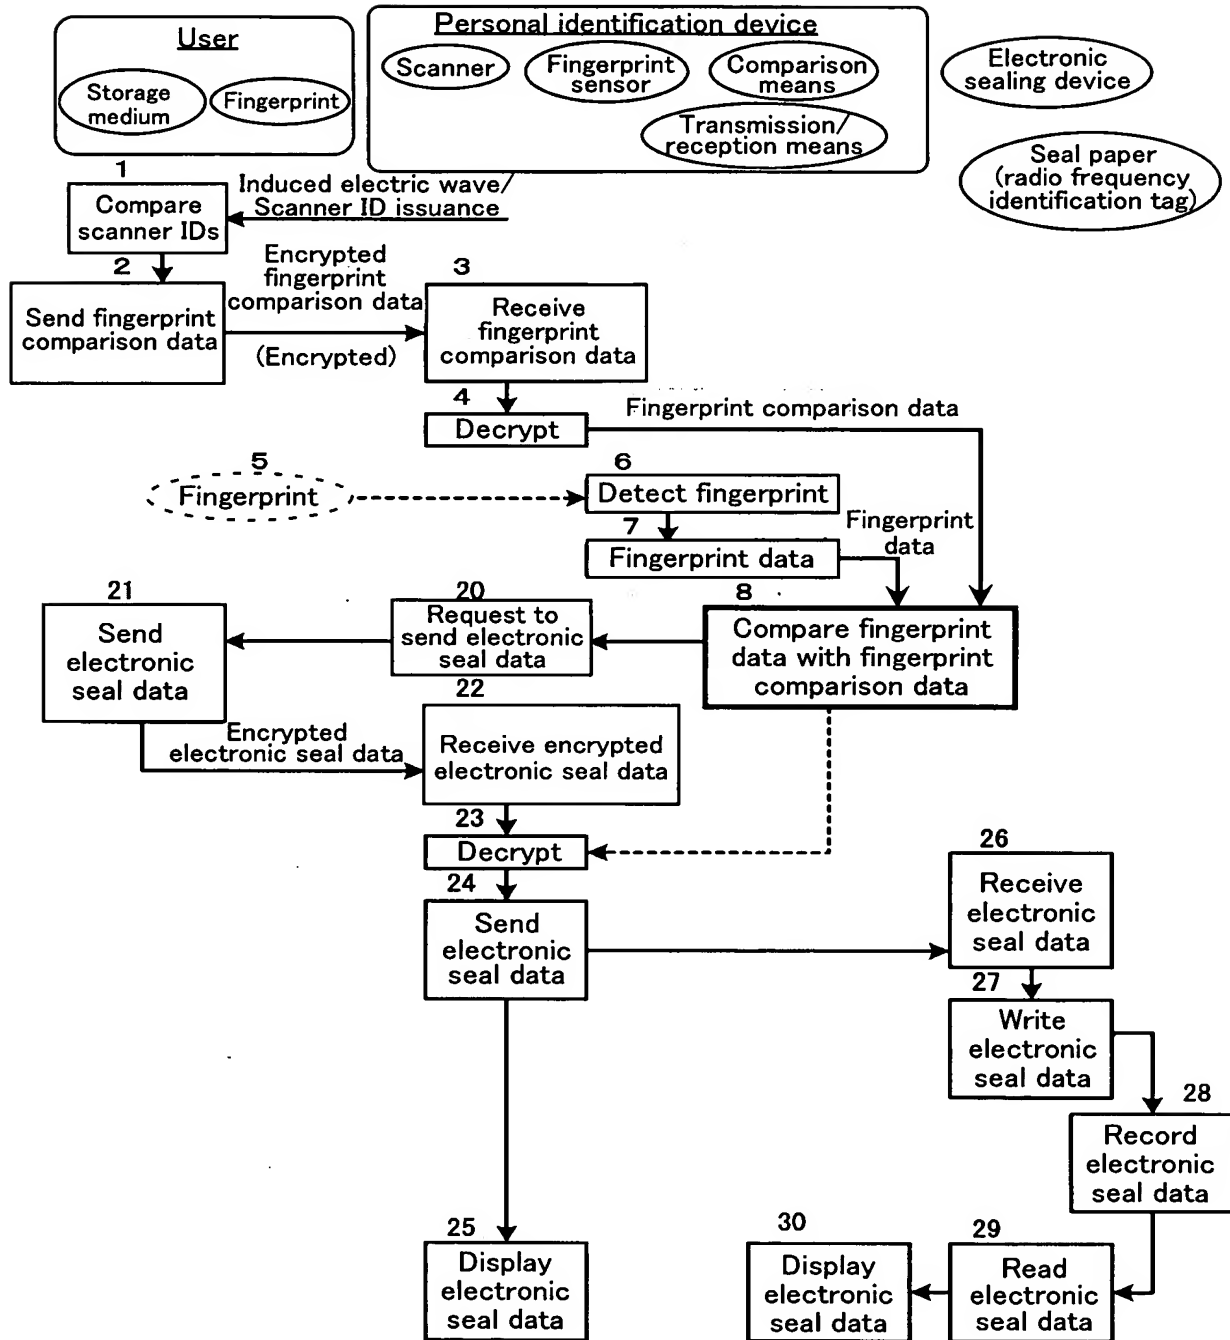 User
Storage
medium
Fingerprint
Personal identification device
Scanner
Fingerprint
sensor
Comparison
means
Transmission/
reception means
Electronic
sealing device
Seal paper
(radio frequency
identification tag)
1
Compare
scanner IDs
Induced electric wave/
Scanner ID issuance
2
Send fingerprint
comparison data
Encrypted
fingerprint
comparison data
(Encrypted)
3
Receive
fingerprint
comparison data
4
Decrypt
Fingerprint comparison data
5
Fingerprint
6
Detect fingerprint
7
Fingerprint data
Fingerprint
data
8
Compare fingerprint
data with fingerprint
comparison data
20
Request to
send electronic
seal data
21
Send
electronic
seal data
Encrypted
electronic seal data
22
Receive encrypted
electronic seal data
23
Decrypt
24
Send
electronic
seal data
26
Receive
electronic
seal data
27
Write
electronic
seal data
28
Record
electronic
seal data
25
Display
electronic
seal data
30
Display
electronic
seal data
29
Read
electronic
seal data